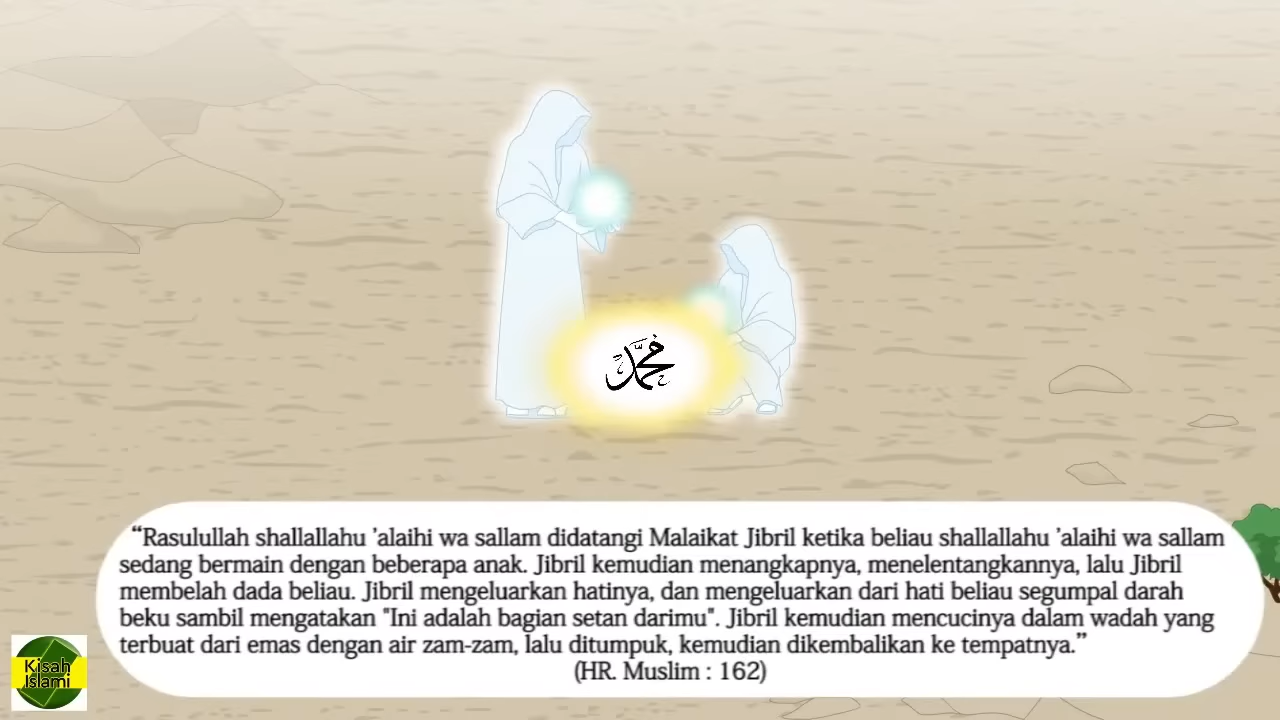 محمد
“Rasulullah shallallahu 'alaihi wa sallam didatangi Malaikat Jibril ketika beliau shallallahu 'alaihi wa sallam
sedang bermain dengan beberapa anak. Jibril kemudian menangkapnya, menelentangkannya, lalu Jibril
membelah dada beliau. Jibril mengeluarkan hatinya, dan mengeluarkan dari hati beliau segumpal darah
beku sambil mengatakan "Ini adalah bagian setan darimu". Jibril kemudian mencucinya dalam wadah yang
terbuat dari emas dengan air zam-zam, lalu ditumpuk, kemudian dikembalikan ke tempatnya.”
(HR. Muslim : 162)
Kisah
Islami